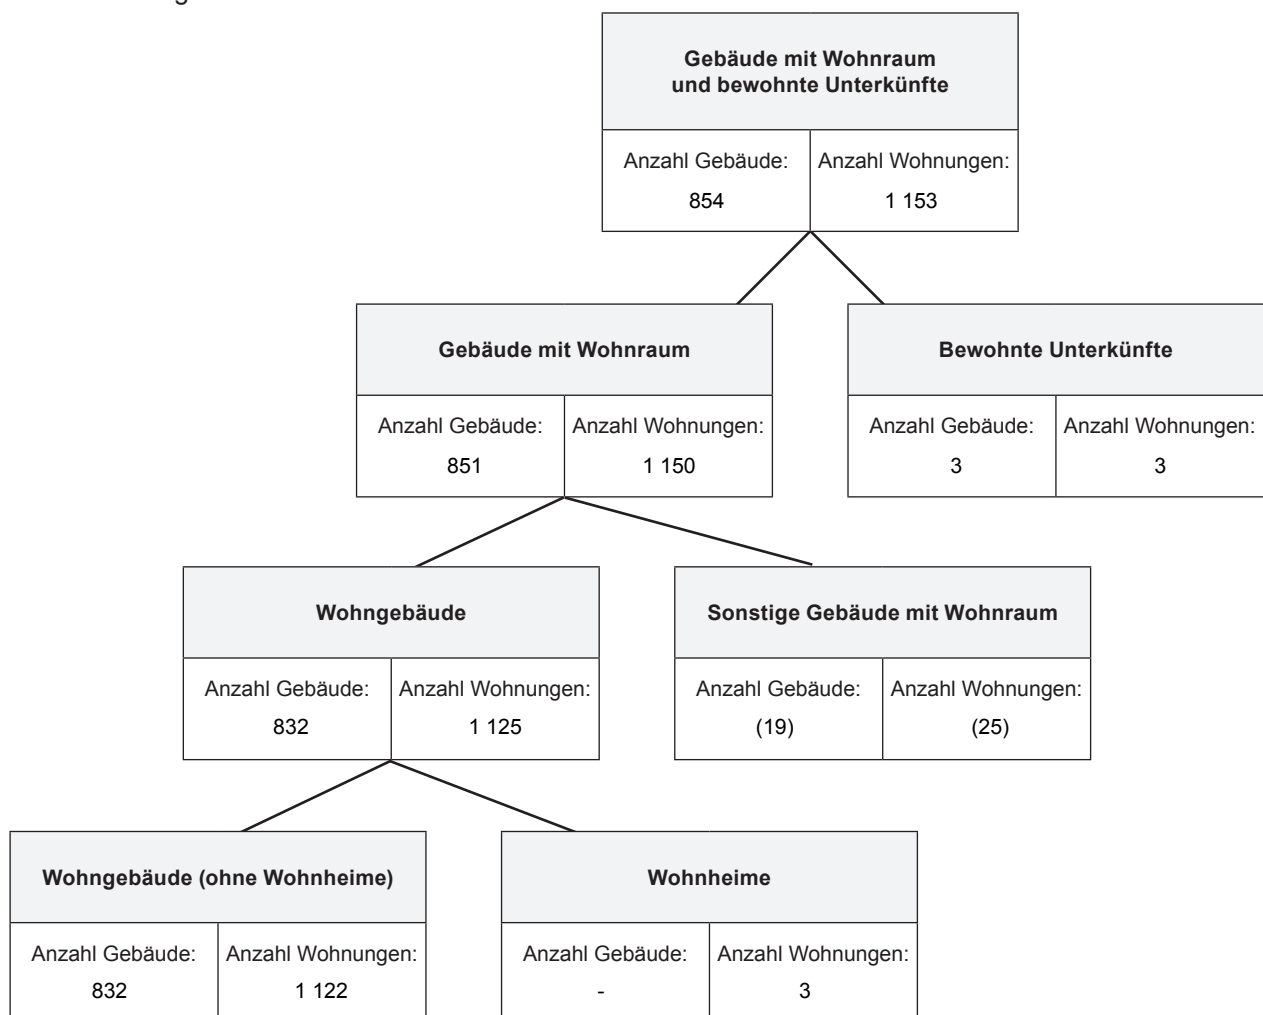 Gebäude mit Wohnraum
und bewohnte Unterkünfte
Anzahl Gebäude: Anzahl Wohnungen:
854 1 153
Gebäude mit Wohnraum Bewohnte Unterkünfte
Anzahl Gebäude: Anzahl Wohnungen: Anzahl Gebäude: Anzahl Wohnungen:
851 1 150 3 3
Wohngebäude Sonstige Gebäude mit Wohnraum
Anzahl Gebäude: Anzahl Wohnungen: Anzahl Gebäude: Anzahl Wohnungen:
832 1 125 (19) (25)
Wohngebäude (ohne Wohnheime) Wohnheime
Anzahl Gebäude: Anzahl Wohnungen: Anzahl Gebäude: Anzahl Wohnungen:
832 1 122 - 3